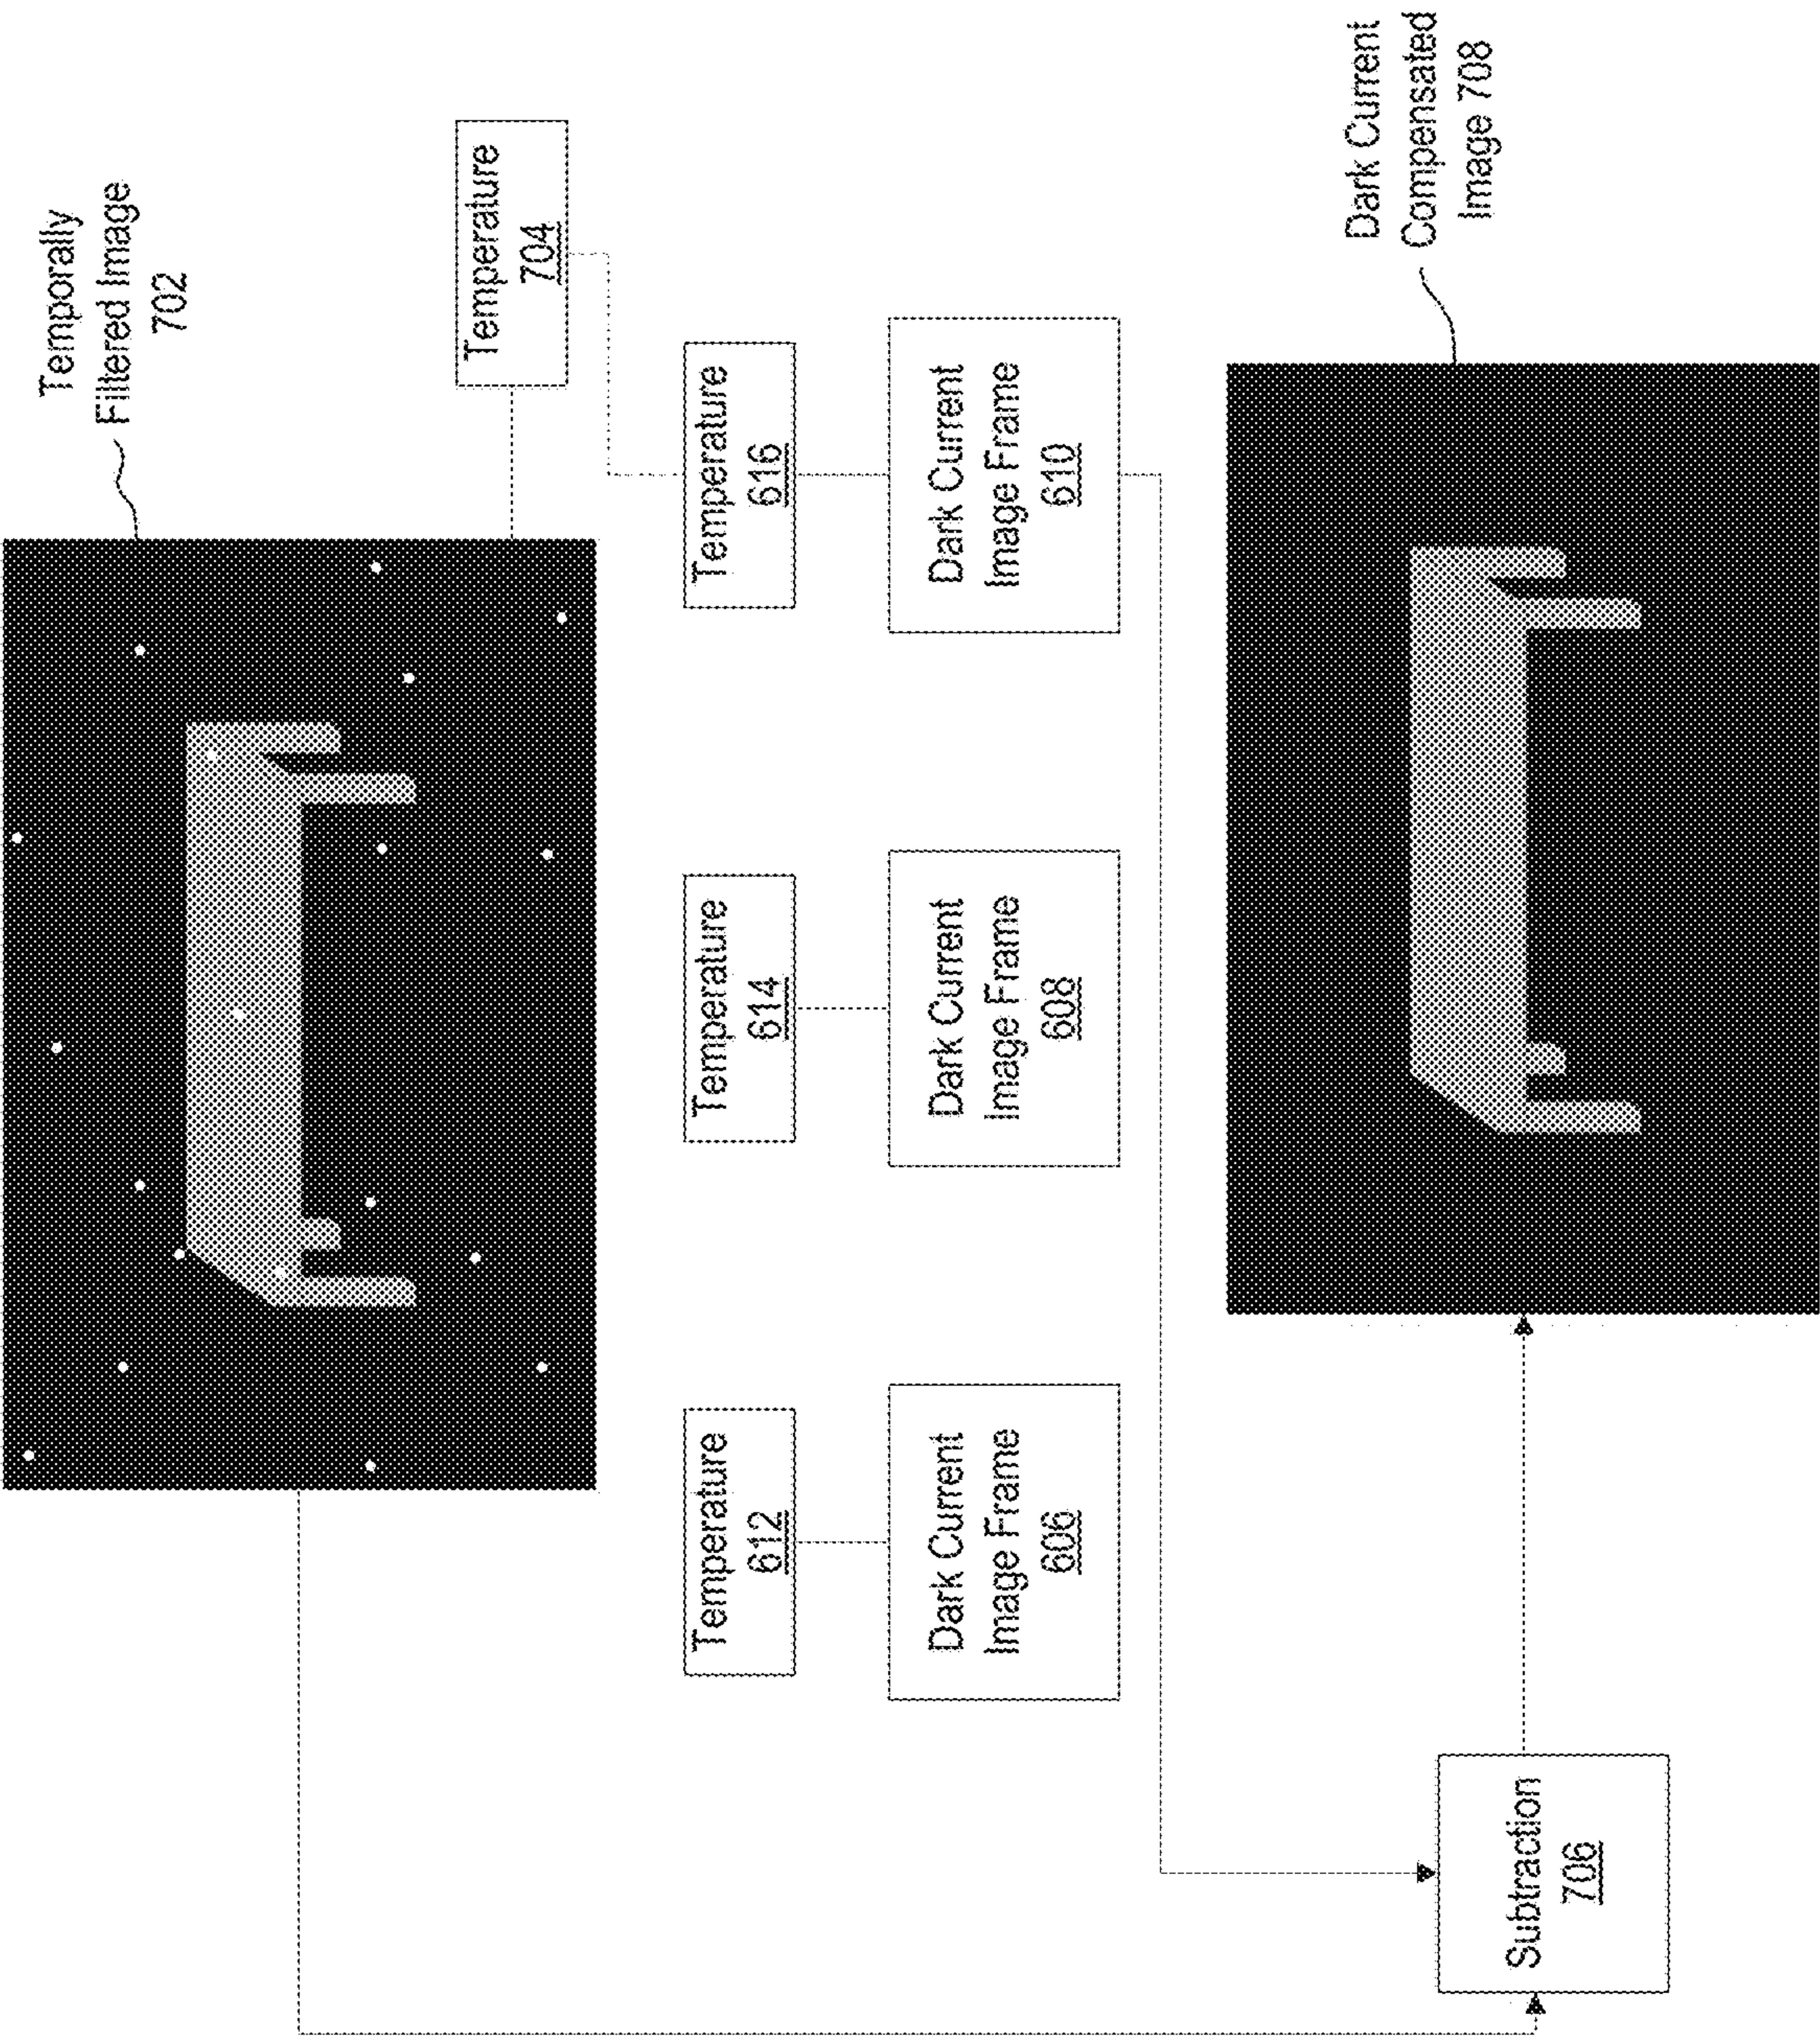 Temporally
Filtered Image
702
Temperature
704
Temperature
612
Temperature
614
Temperature
616
Dark Current
Image Frame
606
Dark Current
Image Frame
608
Dark Current
Image Frame
610
Subtraction
706
Dark Current
Compensated
Image 708